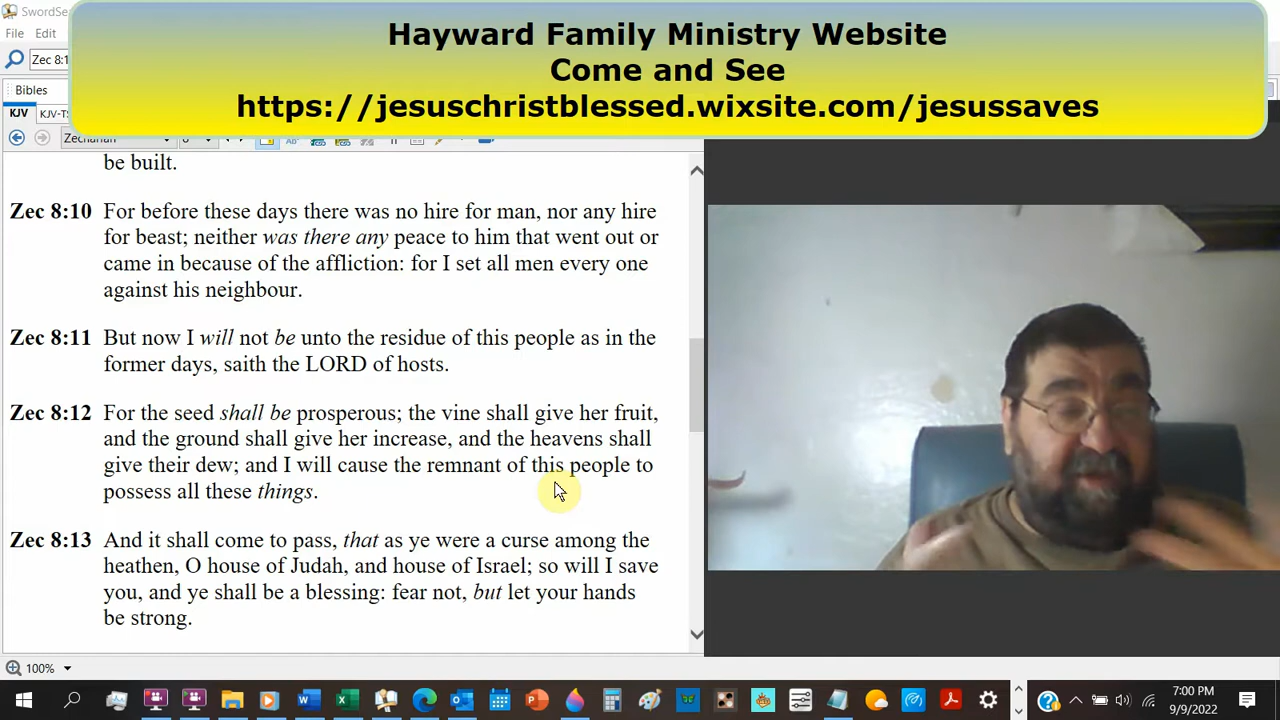 SwordSe
Hayward Family Ministry Website
Come and See
https://jesuschristblessed.wixsite.com/jesussaves
File Edit
Zec 8:1
Bibles
KJV KJV-T
Zechariah 8
be built.
Zec 8:10 For before these days there was no hire for man, nor any hire
for beast; neither was there any peace to him that went out or
came in because of the affliction: for I set all men every one
against his neighbour.
Zec 8:11 But now I will not be unto the residue of this people as in the
former days, saith the LORD of hosts.
Zec 8:12 For the seed shall be prosperous; the vine shall give her fruit,
and the ground shall give her increase, and the heavens shall
give their dew; and I will cause the remnant of this people to
possess all these things.
Zec 8:13 And it shall come to pass, that as ye were a curse among the
heathen, O house of Judah, and house of Israel; so will I save
you, and ye shall be a blessing: fear not, but let your hands
be strong.
100%
7:00 PM
9/9/2022